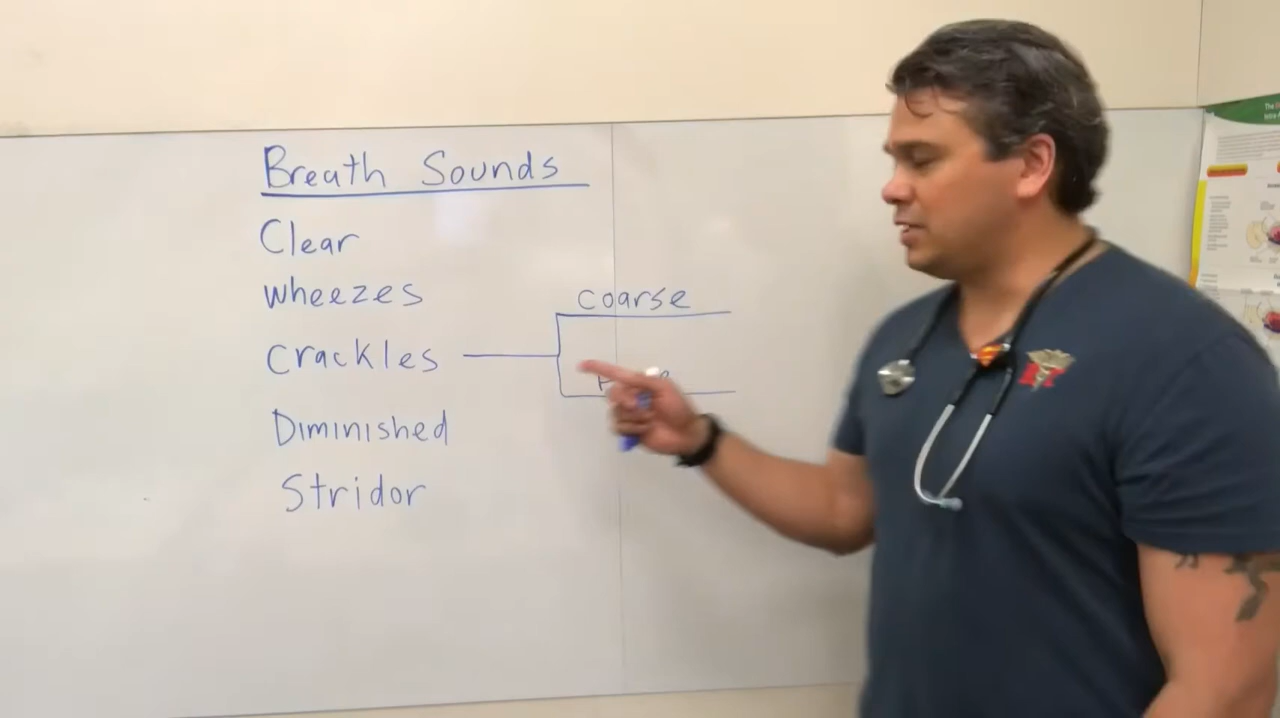 Breath Sounds
Clear
Wheezes
Crackles
coarse
Diminished
Stridor